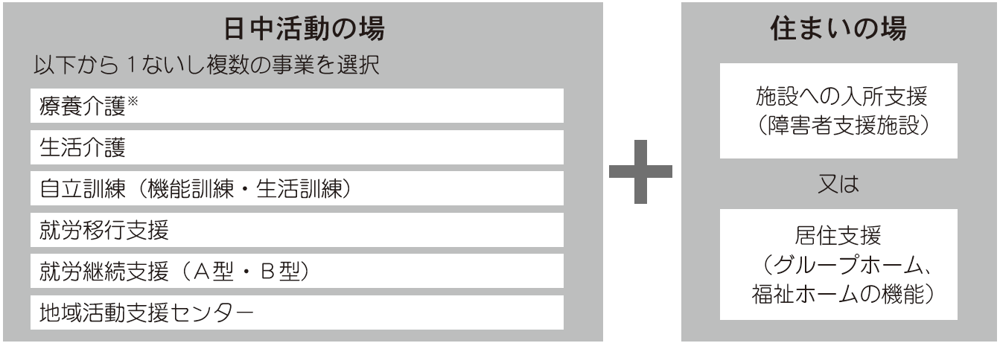 日中活動の場
以下から１ないし複数の事業を選択
療養介護※
生活介護
自立訓練（機能訓練・生活訓練）
就労移行支援
就労継続支援（Ａ型・Ｂ型）
地域活動支援センター
＋
住まいの場
施設への入所支援
（障害者支援施設）
又は
居住支援
（グループホーム、
福祉ホームの機能）